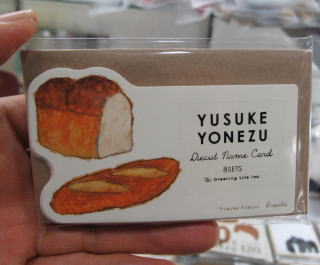 YUSUKE
YONEZU
Diecut Name Card
8SETS
Greeting Life Inc.
Yusuke Yonezu